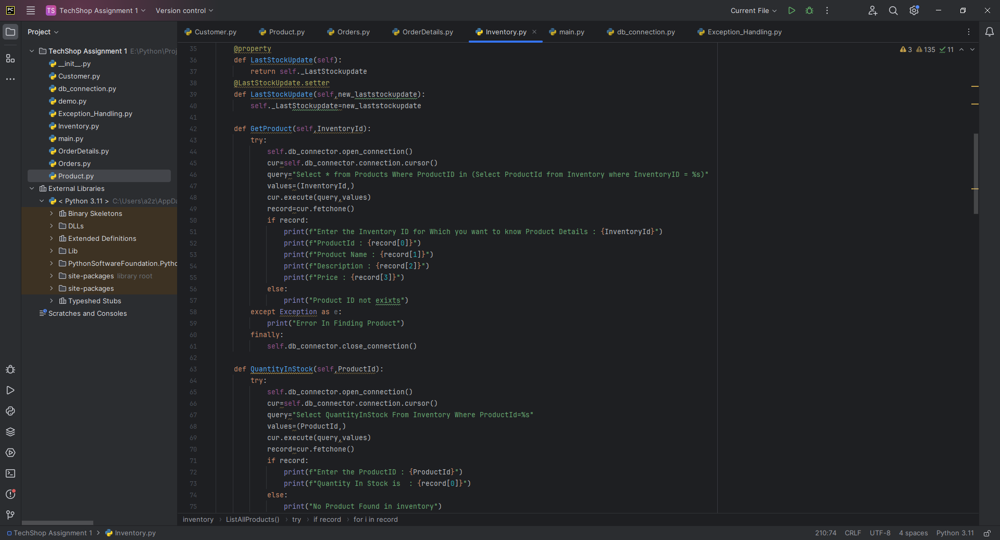 PC TS TechShop Assignment 1 Version control Current File
Project
Customer.py Product.py Orders.py OrderDetails.py Inventory.py main.py db_connection.py Exception_Handling.py
TechShop Assignment 1 E:\Python\Proj
__init__.py
Customer.py
db_connection.py
demo.py
Exception_Handling.py
Inventory.py
main.py
OrderDetails.py
Orders.py
Product.py
External Libraries
< Python 3.11 > C:\Users\a2z\AppDa
Binary Skeletons
DLLs
Extended Definitions
Lib
PythonSoftwareFoundation.Pytho
site-packages library root
site-packages
Typeshed Stubs
Scratches and Consoles
3 135 11
35 @property
36 def LastStockUpdate(self):
37 return self._LastStockupdate
38 @LastStockUpdate.setter
39 def LastStockUpdate(self,new_laststockupdate):
40 self._LastStockupdate=new_laststockupdate
41
42 def GetProduct(self,InventoryId):
43 try:
44 self.db_connector.open_connection()
45 cur=self.db_connector.connection.cursor()
46 query="Select * from Products Where ProductID in (Select ProductId from Inventory where InventoryID = %s)"
47 values=(InventoryId,)
48 cur.execute(query,values)
49 record=cur.fetchone()
50 if record:
51 print(f"Enter the Inventory ID for Which you want to know Product Details : {InventoryId}")
52 print(f"ProductId : {record[0]}")
53 print(f"Product Name : {record[1]}")
54 print(f"Description : {record[2]}")
55 print(f"Price : {record[3]}")
56 else:
57 print("Product ID not exixts")
58 except Exception as e:
59 print("Error In Finding Product")
60 finally:
61 self.db_connector.close_connection()
62
63 def QuantityInStock(self,ProductId):
64 try:
65 self.db_connector.open_connection()
66 cur=self.db_connector.connection.cursor()
67 query="Select QuantityInStock From Inventory Where ProductId=%s"
68 values=(ProductId,)
69 cur.execute(query,values)
70 record=cur.fetchone()
71 if record:
72 print(f"Enter the ProductID : {ProductId}")
73 print(f"Quantity In Stock is  : {record[0]}")
74 else:
75 print("No Product Found in inventory")
inventory › ListAllProducts() › try › if record › for i in record
TechShop Assignment 1 › Inventory.py 210:74 CRLF UTF-8 4 spaces Python 3.11